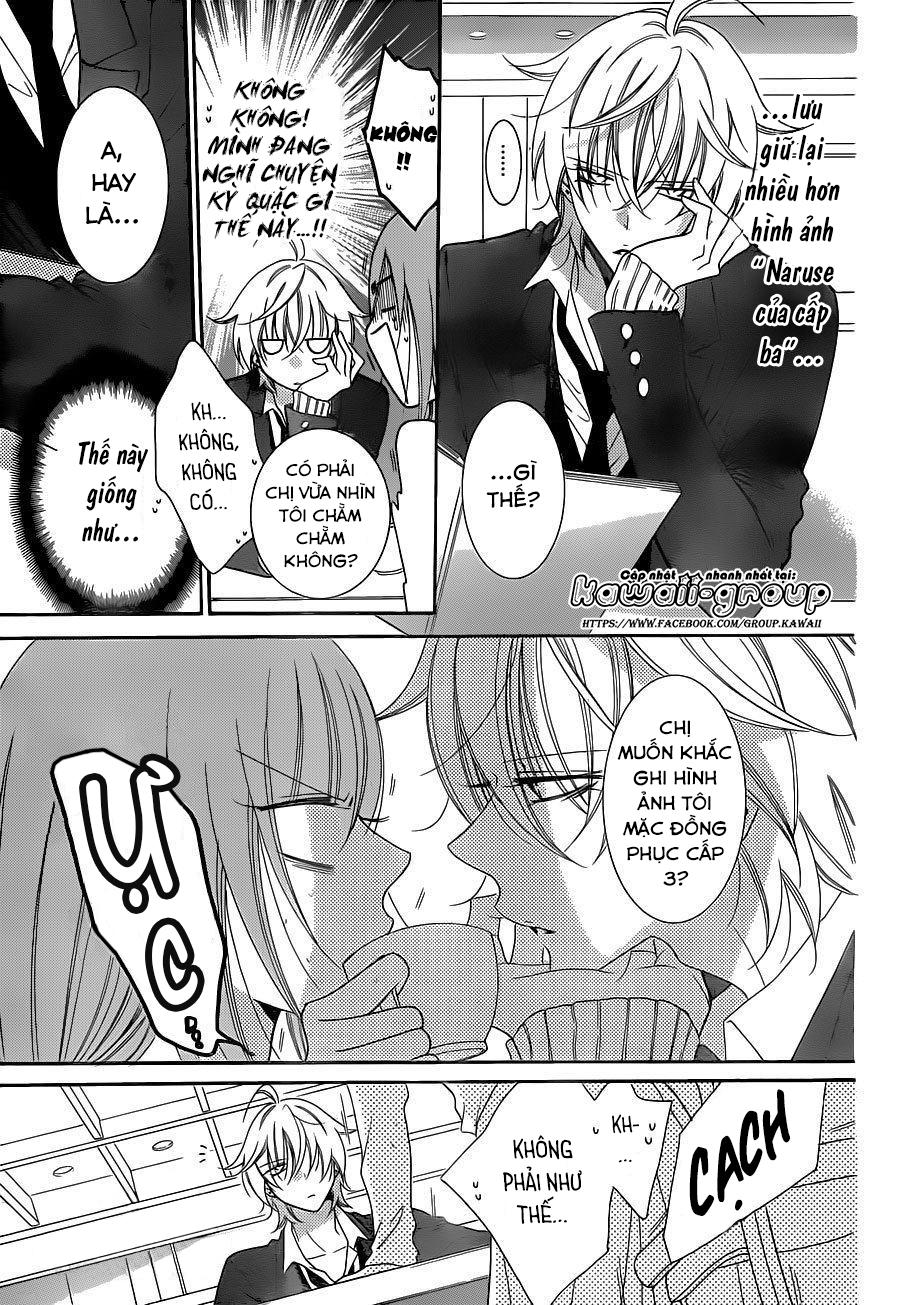 ...lưu
giữ lại
nhiều hơn
hình ảnh
"Naruse
của cấp
ba"...
.......
...GÌ
THẾ?
KHÔNG
!!
KHÔNG
KHÔNG!
MÌNH ĐANG
NGHĨ CHUYỆN
KỲ QUẶC GÌ
THẾ NÀY...!!
CÓ PHẢI
CHỊ VỪA NHÌN
TÔI CHẰM
CHẰM
KHÔNG?
KH...
KHÔNG,
KHÔNG
CÓ...
A,
HAY
LÀ...
Thế này
giống
như...
Cập nhật nhanh nhất tại:
kawaii-group
HTTPS://WWW.FACEBOOK.COM/GROUP.KAWAII
CHỊ
MUỐN KHẮC
GHI HÌNH
ẢNH TÔI
MẶC ĐỒNG
PHỤC CẤP
3?
ỰC
!!
CẠCH
KH-
...
KHÔNG
PHẢI NHƯ
THẾ...